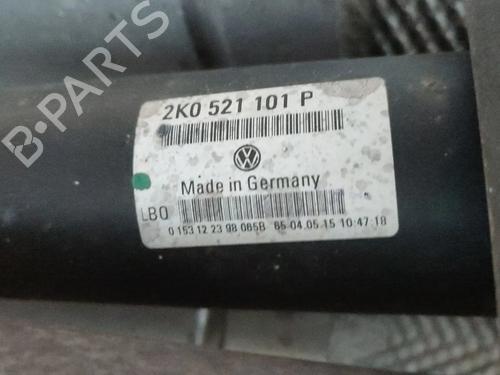 B-PARTS
2K0 521 101 P
Made in Germany
LB0
0 153 12 23 98 065B 65 04.05.15 10:47:18